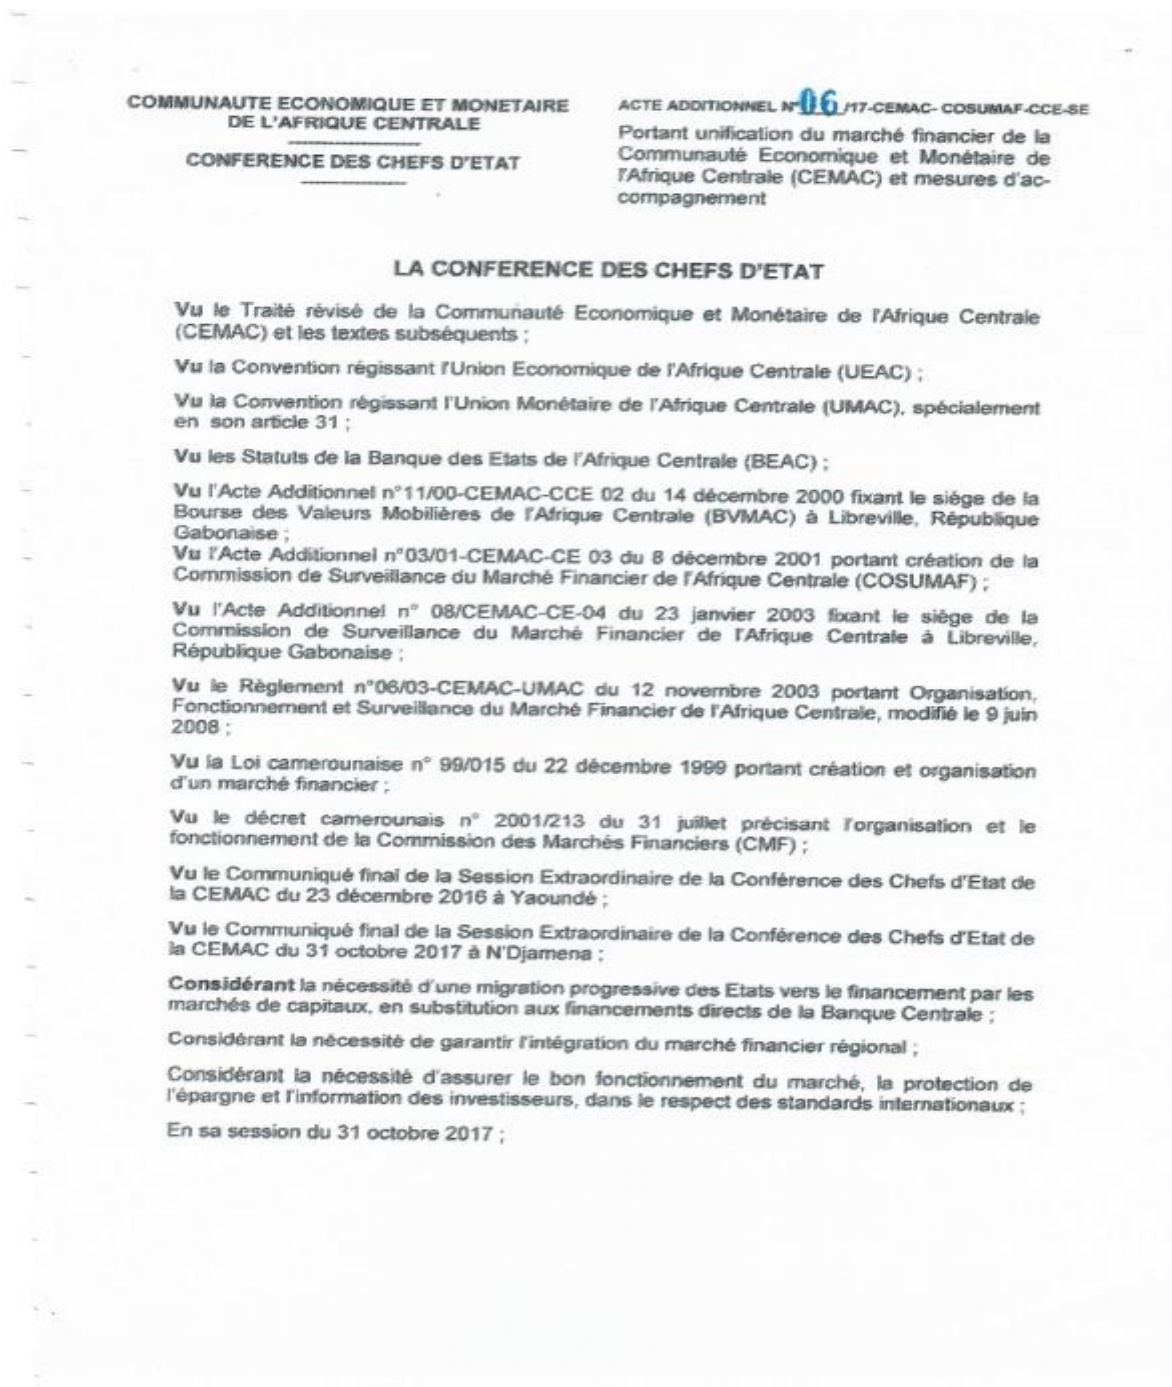 COMMUNAUTE ECONOMIQUE ET MONETAIRE
DE L'AFRIQUE CENTRALE
CONFERENCE DES CHEFS D'ETAT
ACTE ADDITIONNEL N°06/17-CEMAC- COSUMAF-CCE-SE
Portant unification du marché financier de la
Communauté Economique et Monétaire de
l'Afrique Centrale (CEMAC) et mesures d'ac-
compagnement
LA CONFERENCE DES CHEFS D'ETAT
Vu le Traité révisé de la Communauté Economique et Monétaire de l'Afrique Centrale
(CEMAC) et les textes subséquents ;
Vu la Convention régissant l'Union Economique de l'Afrique Centrale (UEAC) ;
Vu la Convention régissant l'Union Monétaire de l'Afrique Centrale (UMAC), spécialement
en son article 31 ;
Vu les Statuts de la Banque des Etats de l'Afrique Centrale (BEAC) ;
Vu l'Acte Additionnel n°11/00-CEMAC-CCE 02 du 14 décembre 2000 fixant le siège de la
Bourse des Valeurs Mobilières de l'Afrique Centrale (BVMAC) à Libreville, République
Gabonaise ;
Vu l'Acte Additionnel n°03/01-CEMAC-CE 03 du 8 décembre 2001 portant création de la
Commission de Surveillance du Marché Financier de l'Afrique Centrale (COSUMAF) ;
Vu l'Acte Additionnel n° 08/CEMAC-CE-04 du 23 janvier 2003 fixant le siège de la
Commission de Surveillance du Marché Financier de l'Afrique Centrale à Libreville,
République Gabonaise ;
Vu le Règlement n°06/03-CEMAC-UMAC du 12 novembre 2003 portant Organisation,
Fonctionnement et Surveillance du Marché Financier de l'Afrique Centrale, modifié le 9 juin
2008 ;
Vu la Loi camerounaise n° 99/015 du 22 décembre 1999 portant création et organisation
d'un marché financier ;
Vu le décret camerounais n° 2001/213 du 31 juillet précisant l'organisation et le
fonctionnement de la Commission des Marchés Financiers (CMF) ;
Vu le Communiqué final de la Session Extraordinaire de la Conférence des Chefs d'Etat de
la CEMAC du 23 décembre 2016 à Yaoundé ;
Vu le Communiqué final de la Session Extraordinaire de la Conférence des Chefs d'Etat de
la CEMAC du 31 octobre 2017 à N'Djamena ;
Considérant la nécessité d'une migration progressive des Etats vers le financement par les
marchés de capitaux, en substitution aux financements directs de la Banque Centrale ;
Considérant la nécessité de garantir l'intégration du marché financier régional ;
Considérant la nécessité d'assurer le bon fonctionnement du marché, la protection de
l'épargne et l'information des investisseurs, dans le respect des standards internationaux ;
En sa session du 31 octobre 2017 ;